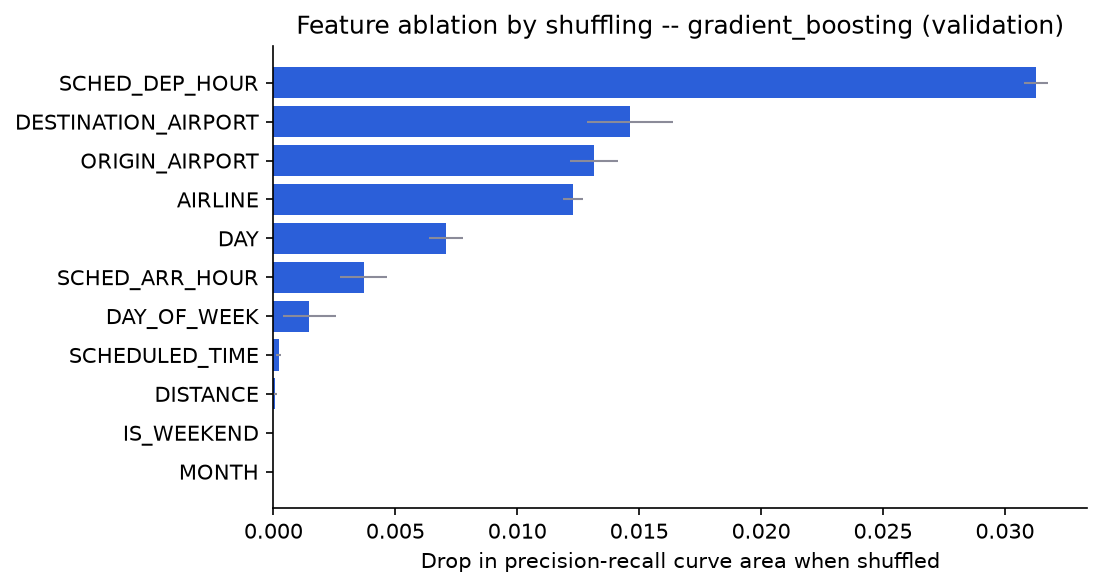 Feature ablation by shuffling -- gradient_boosting (validation)
SCHED_DEP_HOUR
DESTINATION_AIRPORT
ORIGIN_AIRPORT
AIRLINE
DAY
SCHED_ARR_HOUR
DAY_OF_WEEK
SCHEDULED_TIME
DISTANCE
IS_WEEKEND
MONTH
0.000 0.005 0.010 0.015 0.020 0.025 0.030
Drop in precision-recall curve area when shuffled